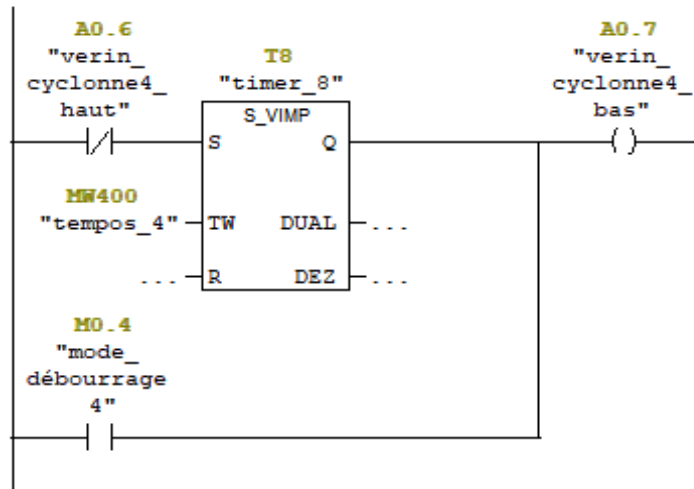 A0.6
"verin_
cyclonne4_
haut"
T8
"timer_8"
S_VIMP
S
Q
A0.7
"verin_
cyclonne4_
bas"
MW400
"tempos_4"
TW
DUAL
...
...
R
DEZ
...
M0.4
"mode_
débourrage
4"